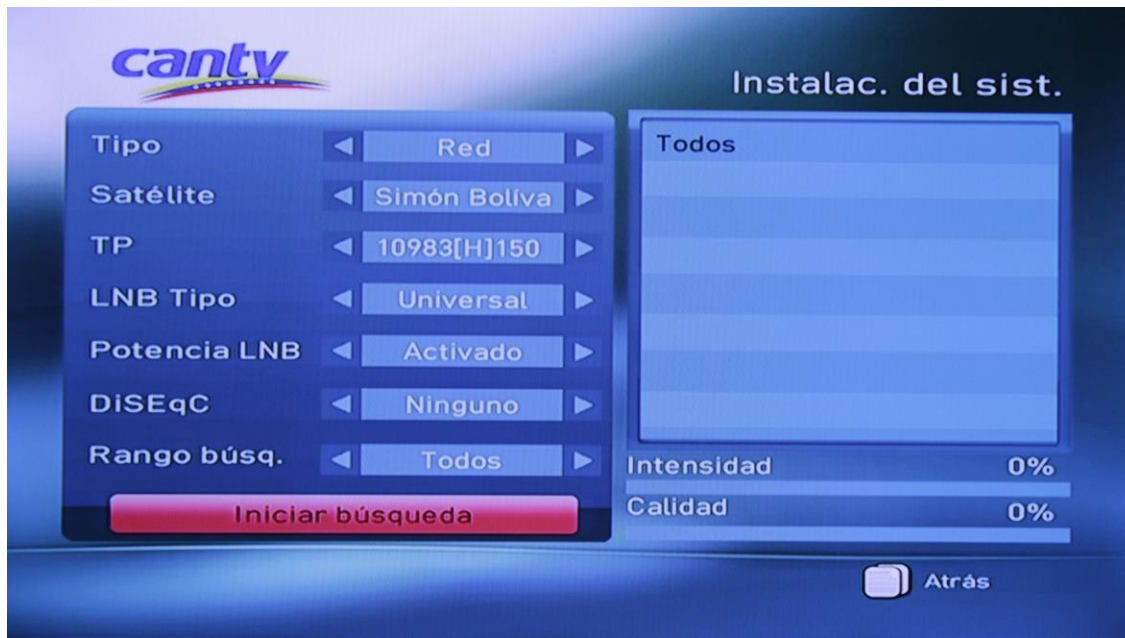 cantv
Instalac. del sist.
Tipo Red
Satélite Simón Bolíva
TP 10983[H]150
LNB Tipo Universal
Potencia LNB Activado
DiSEqC Ninguno
Rango búsq. Todos
Iniciar búsqueda
Todos
Intensidad 0%
Calidad 0%
Atrás